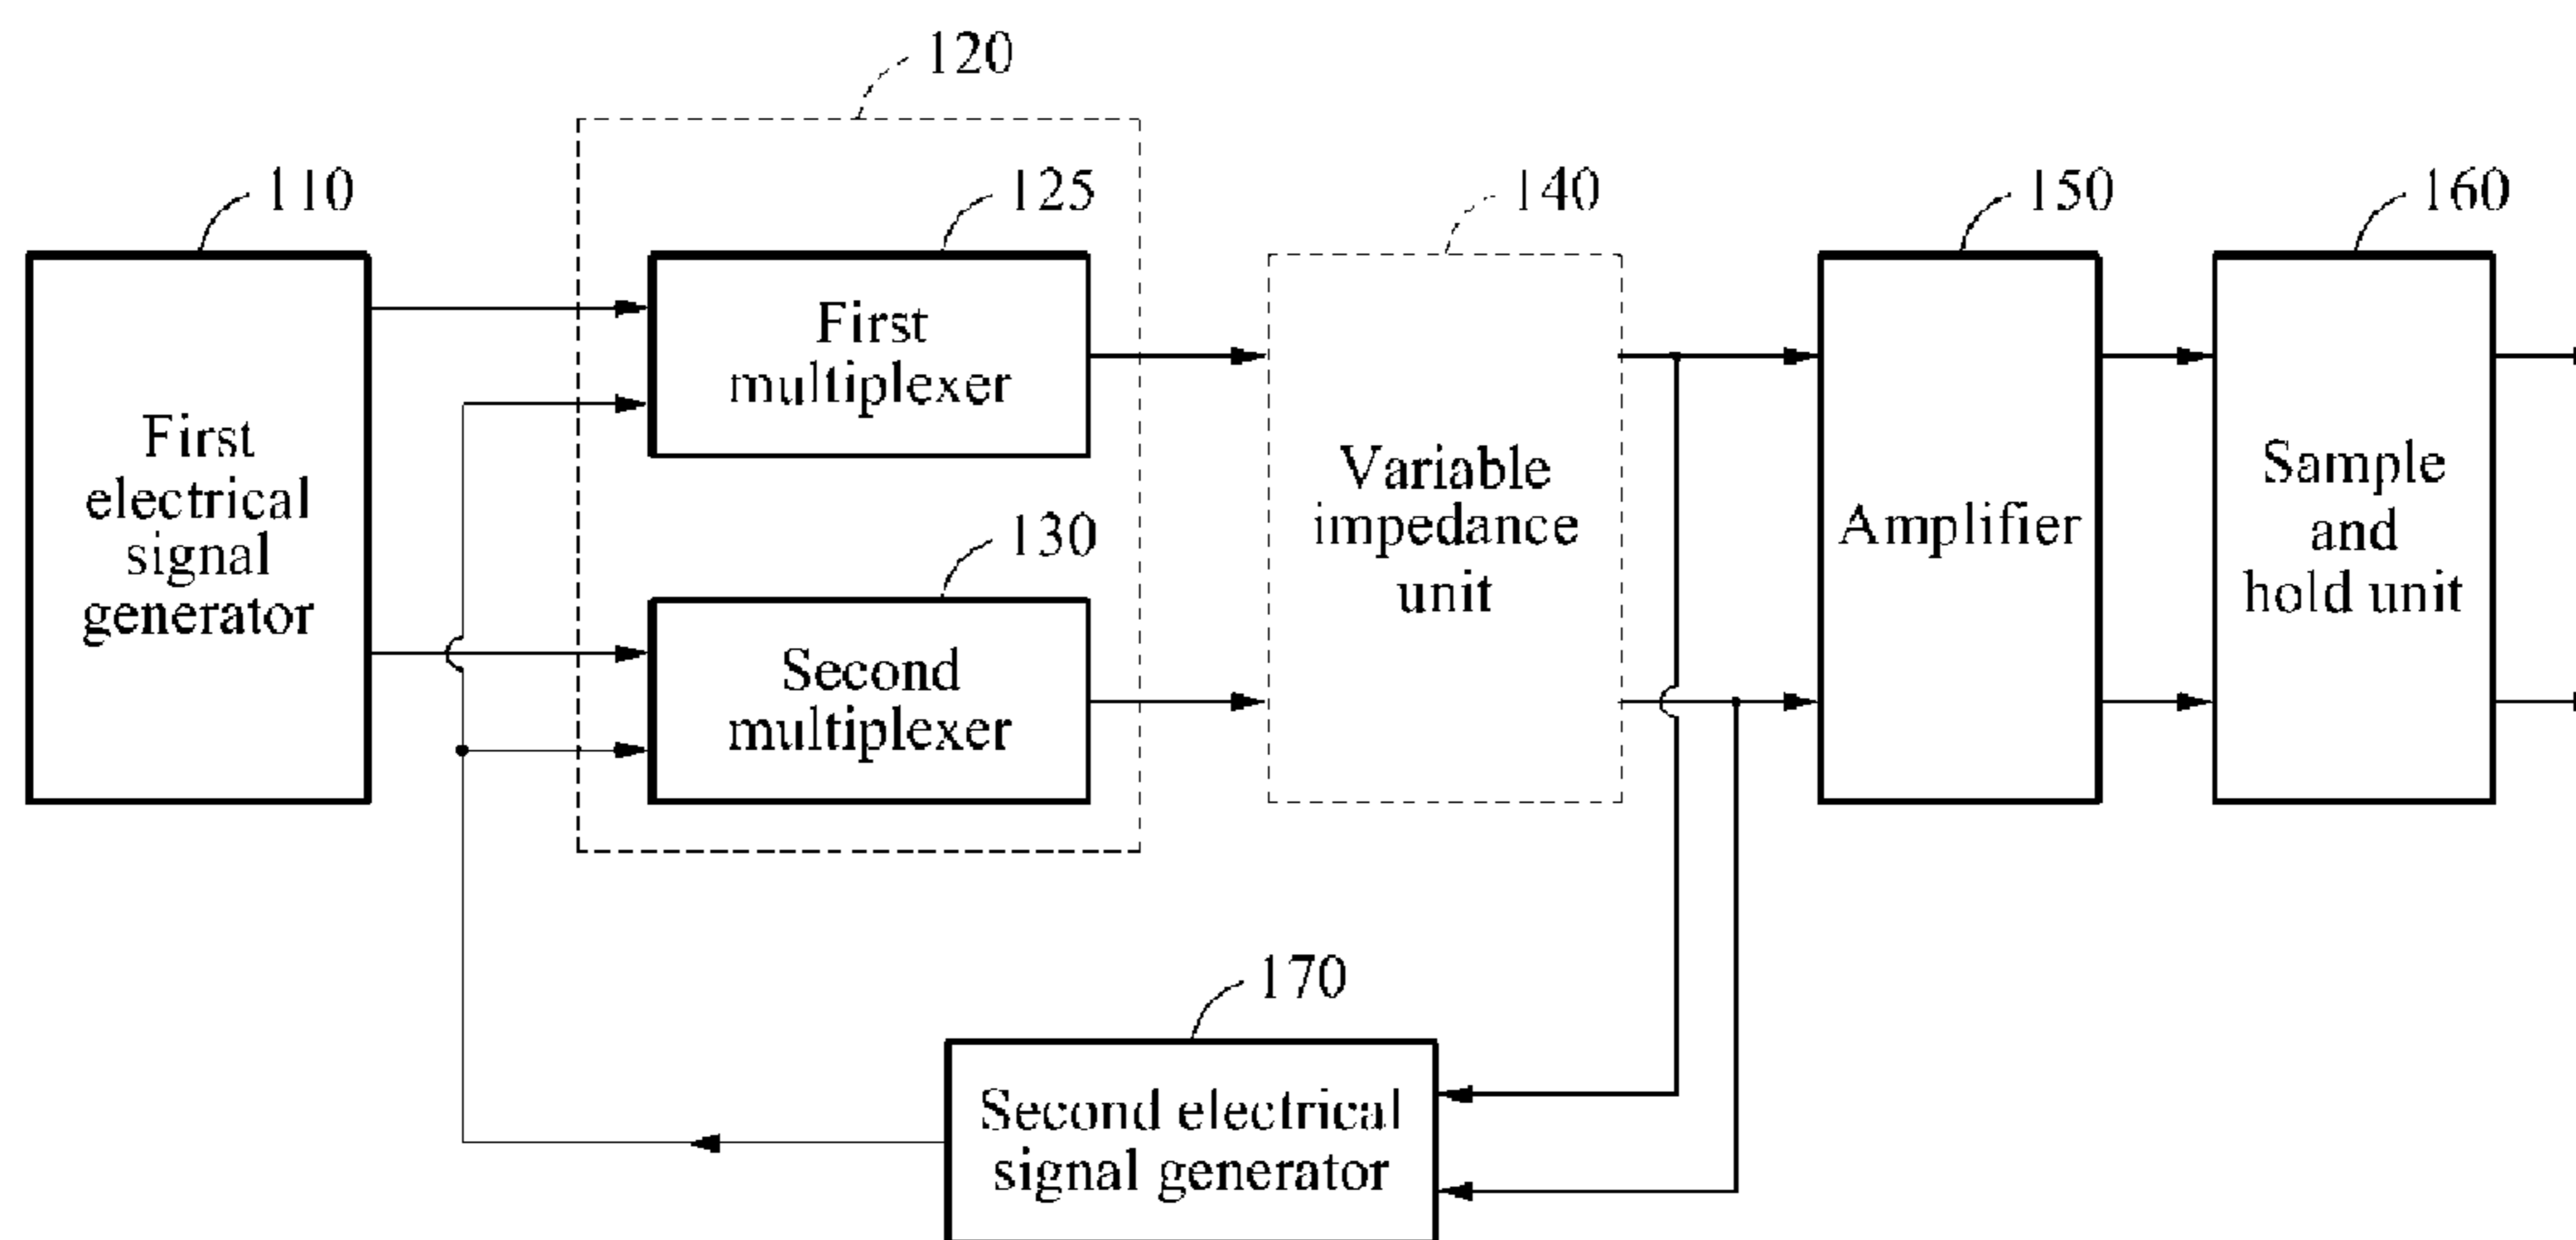 120
110
125
140
150
160
First
electrical
signal
generator
First
multiplexer
130
Second
multiplexer
Variable
impedance
unit
Amplifier
Sample
and
hold unit
170
Second electrical
signal generator